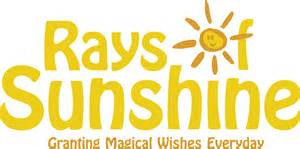 Rays of
Sunshine
Granting Magical Wishes Everyday